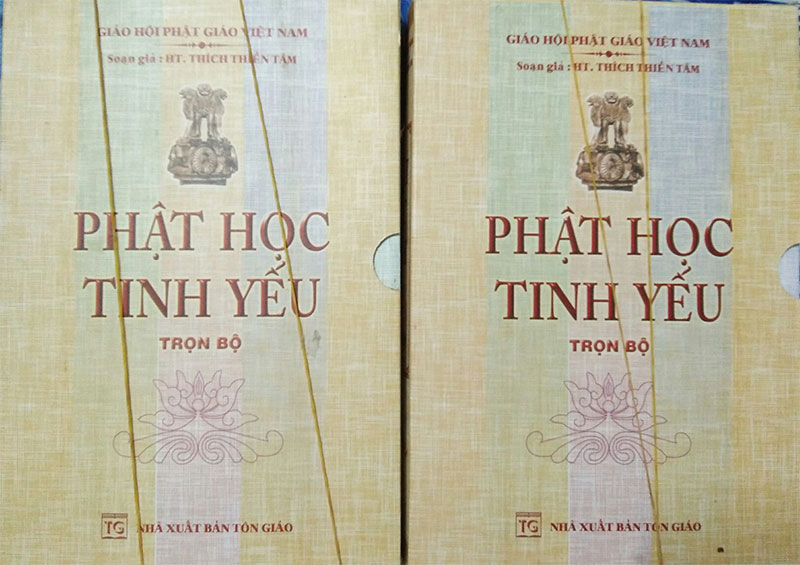 GIÁO HỘI PHẬT GIÁO VIỆT NAM
Soạn giả : HT. THÍCH THIỀN TÂM
PHẬT HỌC
TINH YẾU
TRỌN BỘ
TG NHÀ XUẤT BẢN TÔN GIÁO
GIÁO HỘI PHẬT GIÁO VIỆT NAM
Soạn giả : HT. THÍCH THIỀN TÂM
PHẬT HỌC
TINH YẾU
TRỌN BỘ
TG NHÀ XUẤT BẢN TÔN GIÁO